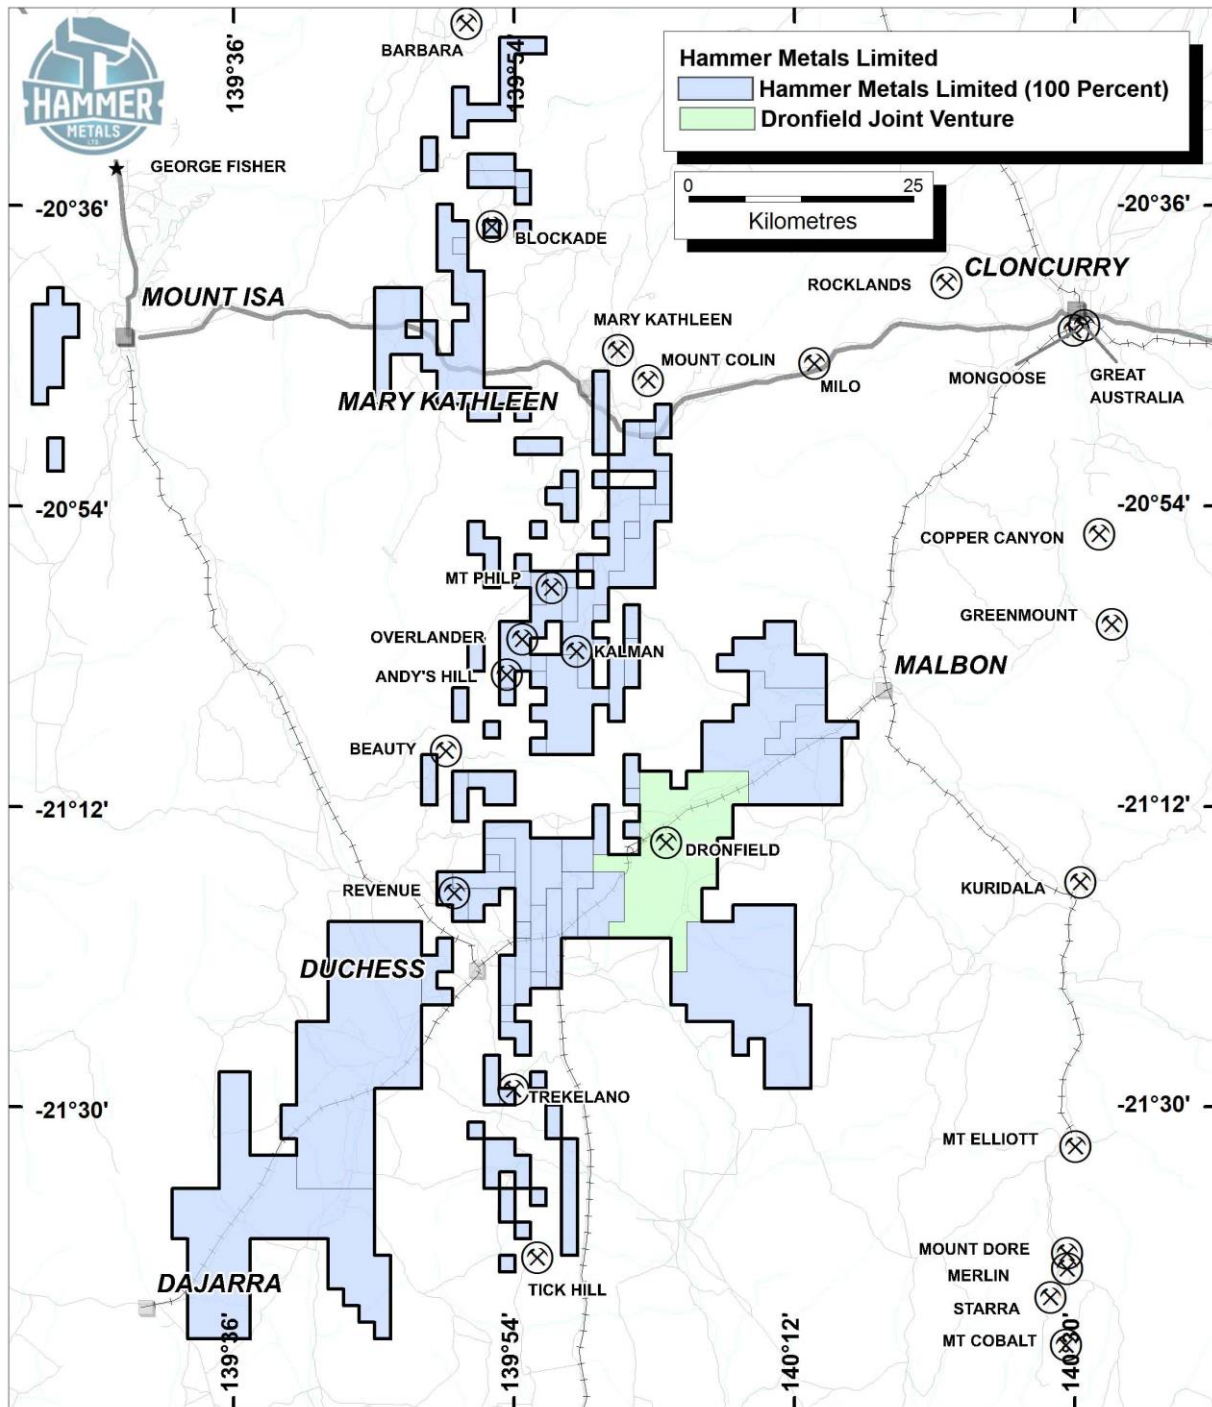 HAMMER
METALS
LTD
139°36'
BARBARA
139°54'
Hammer Metals Limited
Hammer Metals Limited (100 Percent)
Dronfield Joint Venture
GEORGE FISHER
0 25
Kilometres
-20°36'
-20°36'
BLOCKADE
CLONCURRY
ROCKLANDS
MOUNT ISA
MARY KATHLEEN
MOUNT COLIN
MILO
MONGOOSE
GREAT
AUSTRALIA
MARY KATHLEEN
-20°54'
-20°54'
COPPER CANYON
MT PHILP
GREENMOUNT
OVERLANDER
KALMAN
ANDY'S HILL
MALBON
BEAUTY
-21°12'
-21°12'
DRONFIELD
REVENUE
KURIDALA
DUCHESS
-21°30'
TREKELANO
-21°30'
MT ELLIOTT
MOUNT DORE
MERLIN
DAJARRA
TICK HILL
STARRA
MT COBALT
139°36'
139°54'
140°12'
140°30'